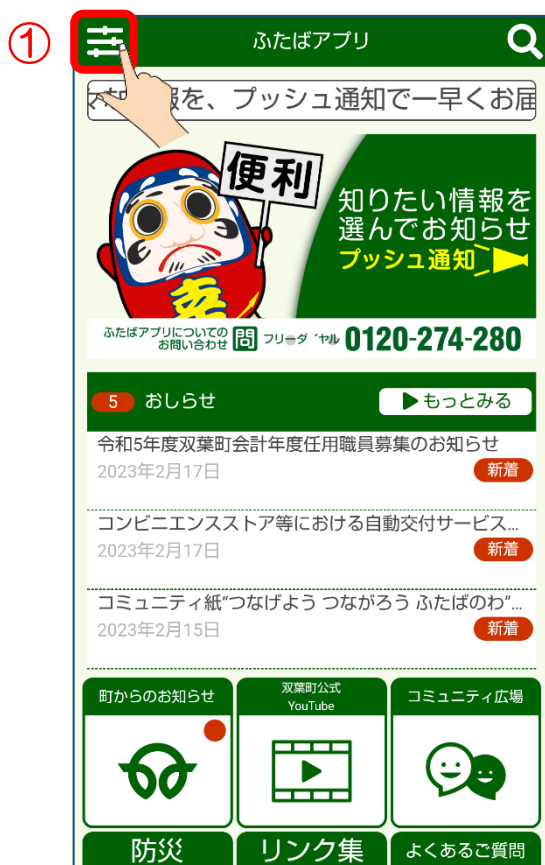 ①
ふたばアプリ
報を、プッシュ通知で一早くお届
便利
知りたい情報を
選んでお知らせ
プッシュ通知
幸
ふたばアプリについての
お問い合わせ
問 フリーダイヤル 0120-274-280
5 おしらせ ▶もっとみる
令和5年度双葉町会計年度任用職員募集のお知らせ
2023年2月17日 新着
コンビニエンスストア等における自動交付サービス...
2023年2月17日 新着
コミュニティ紙"つなげよう つながろう ふたばのわ"...
2023年2月15日 新着
町からのお知らせ
双葉町公式
YouTube
コミュニティ広場
防災
リンク集
よくあるご質問